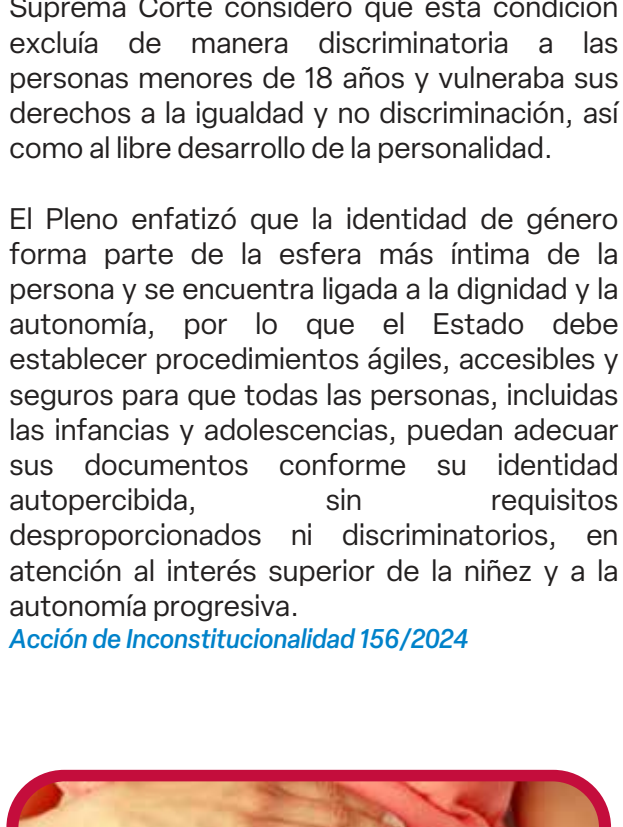 Suprema Corte consideró que esta condición
excluía de manera discriminatoria a las
personas menores de 18 años y vulneraba sus
derechos a la igualdad y no discriminación, así
como al libre desarrollo de la personalidad.
El Pleno enfatizó que la identidad de género
forma parte de la esfera más íntima de la
persona y se encuentra ligada a la dignidad y la
autonomía, por lo que el Estado debe
establecer procedimientos ágiles, accesibles y
seguros para que todas las personas, incluidas
las infancias y adolescencias, puedan adecuar
sus documentos conforme su identidad
autopercibida, sin requisitos
desproporcionados ni discriminatorios, en
atención al interés superior de la niñez y a la
autonomía progresiva.
Acción de Inconstitucionalidad 156/2024